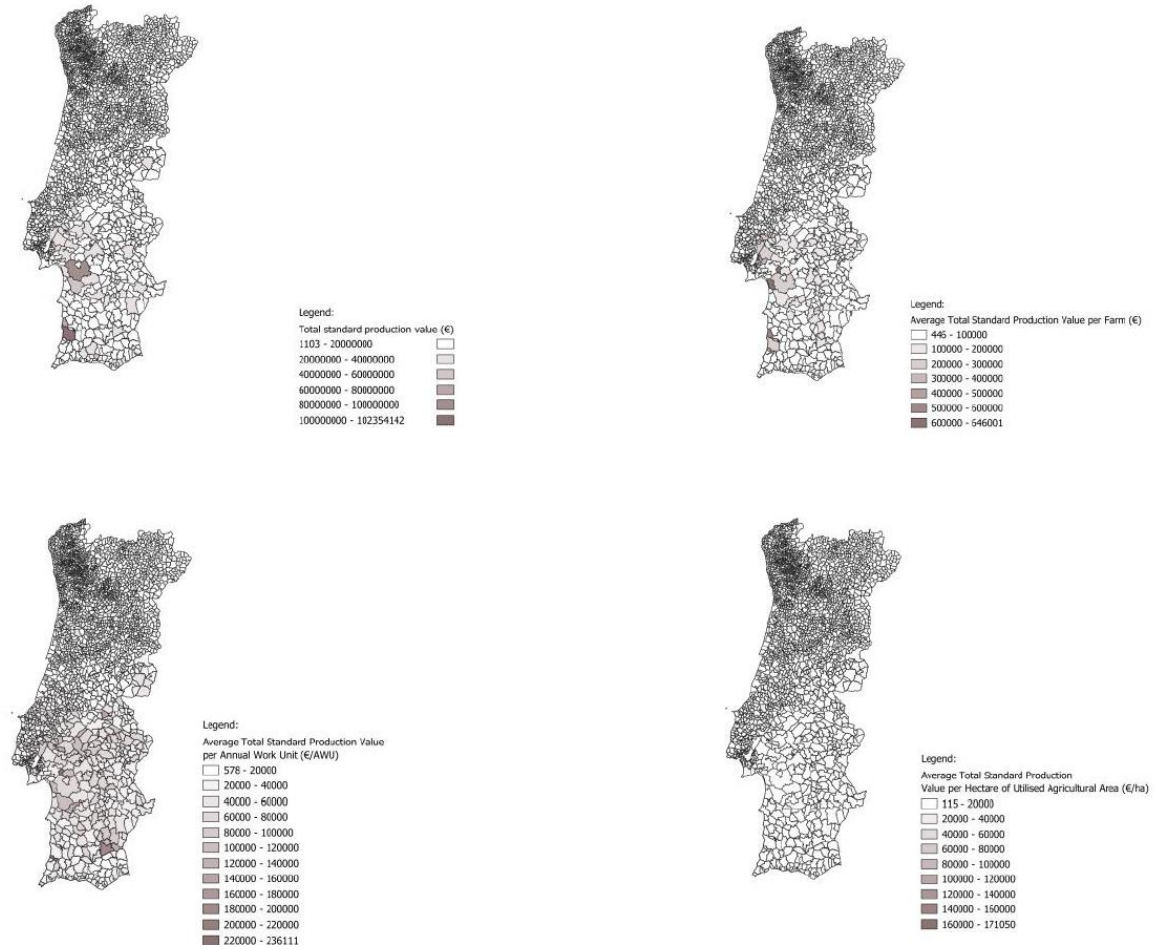 Legend:
Total standard production value (€)
1103 - 20000000
20000000 - 40000000
40000000 - 60000000
60000000 - 80000000
80000000 - 100000000
100000000 - 102354142
Legend:
Average Total Standard Production Value per Farm (€)
446 - 100000
100000 - 200000
200000 - 300000
300000 - 400000
400000 - 500000
500000 - 600000
600000 - 646001
Legend:
Average Total Standard Production Value
per Annual Work Unit (€/AWU)
578 - 20000
20000 - 40000
40000 - 60000
60000 - 80000
80000 - 100000
100000 - 120000
120000 - 140000
140000 - 160000
160000 - 180000
180000 - 200000
200000 - 220000
220000 - 236111
Legend:
Average Total Standard Production
Value per Hectare of Utilised Agricultural Area (€/ha)
115 - 20000
20000 - 40000
40000 - 60000
60000 - 80000
80000 - 100000
100000 - 120000
120000 - 140000
140000 - 160000
160000 - 171050